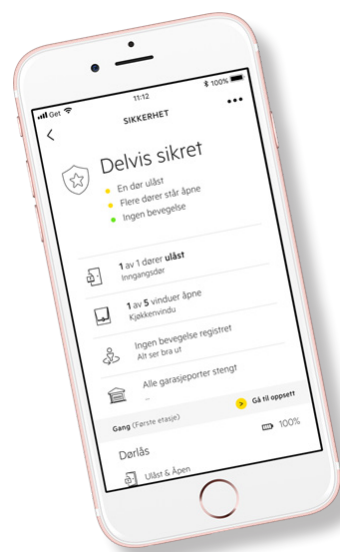 Get 11:12 100%
SIKKERHET
Delvis sikret
En dør ulåst
Flere dører står åpne
Ingen bevegelse
1 av 1 dører ulåst
Inngangsdør
1 av 5 vinduer åpne
Kjøkkenvindu
Ingen bevegelse registret
Alt ser bra ut
Alle garasjeporter stengt
–
Gang (Første etasje) Gå til oppsett
Dørlås 100%
Ulåst & Åpen